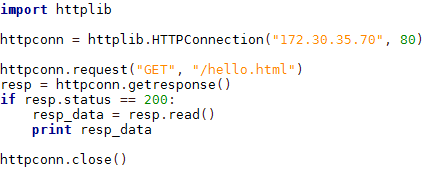 import httplib
httpconn = httplib.HTTPConnection("172.30.35.70", 80)
httpconn.request("GET", "/hello.html")
resp = httpconn.getresponse()
if resp.status == 200:
    resp_data = resp.read()
    print resp_data
httpconn.close()